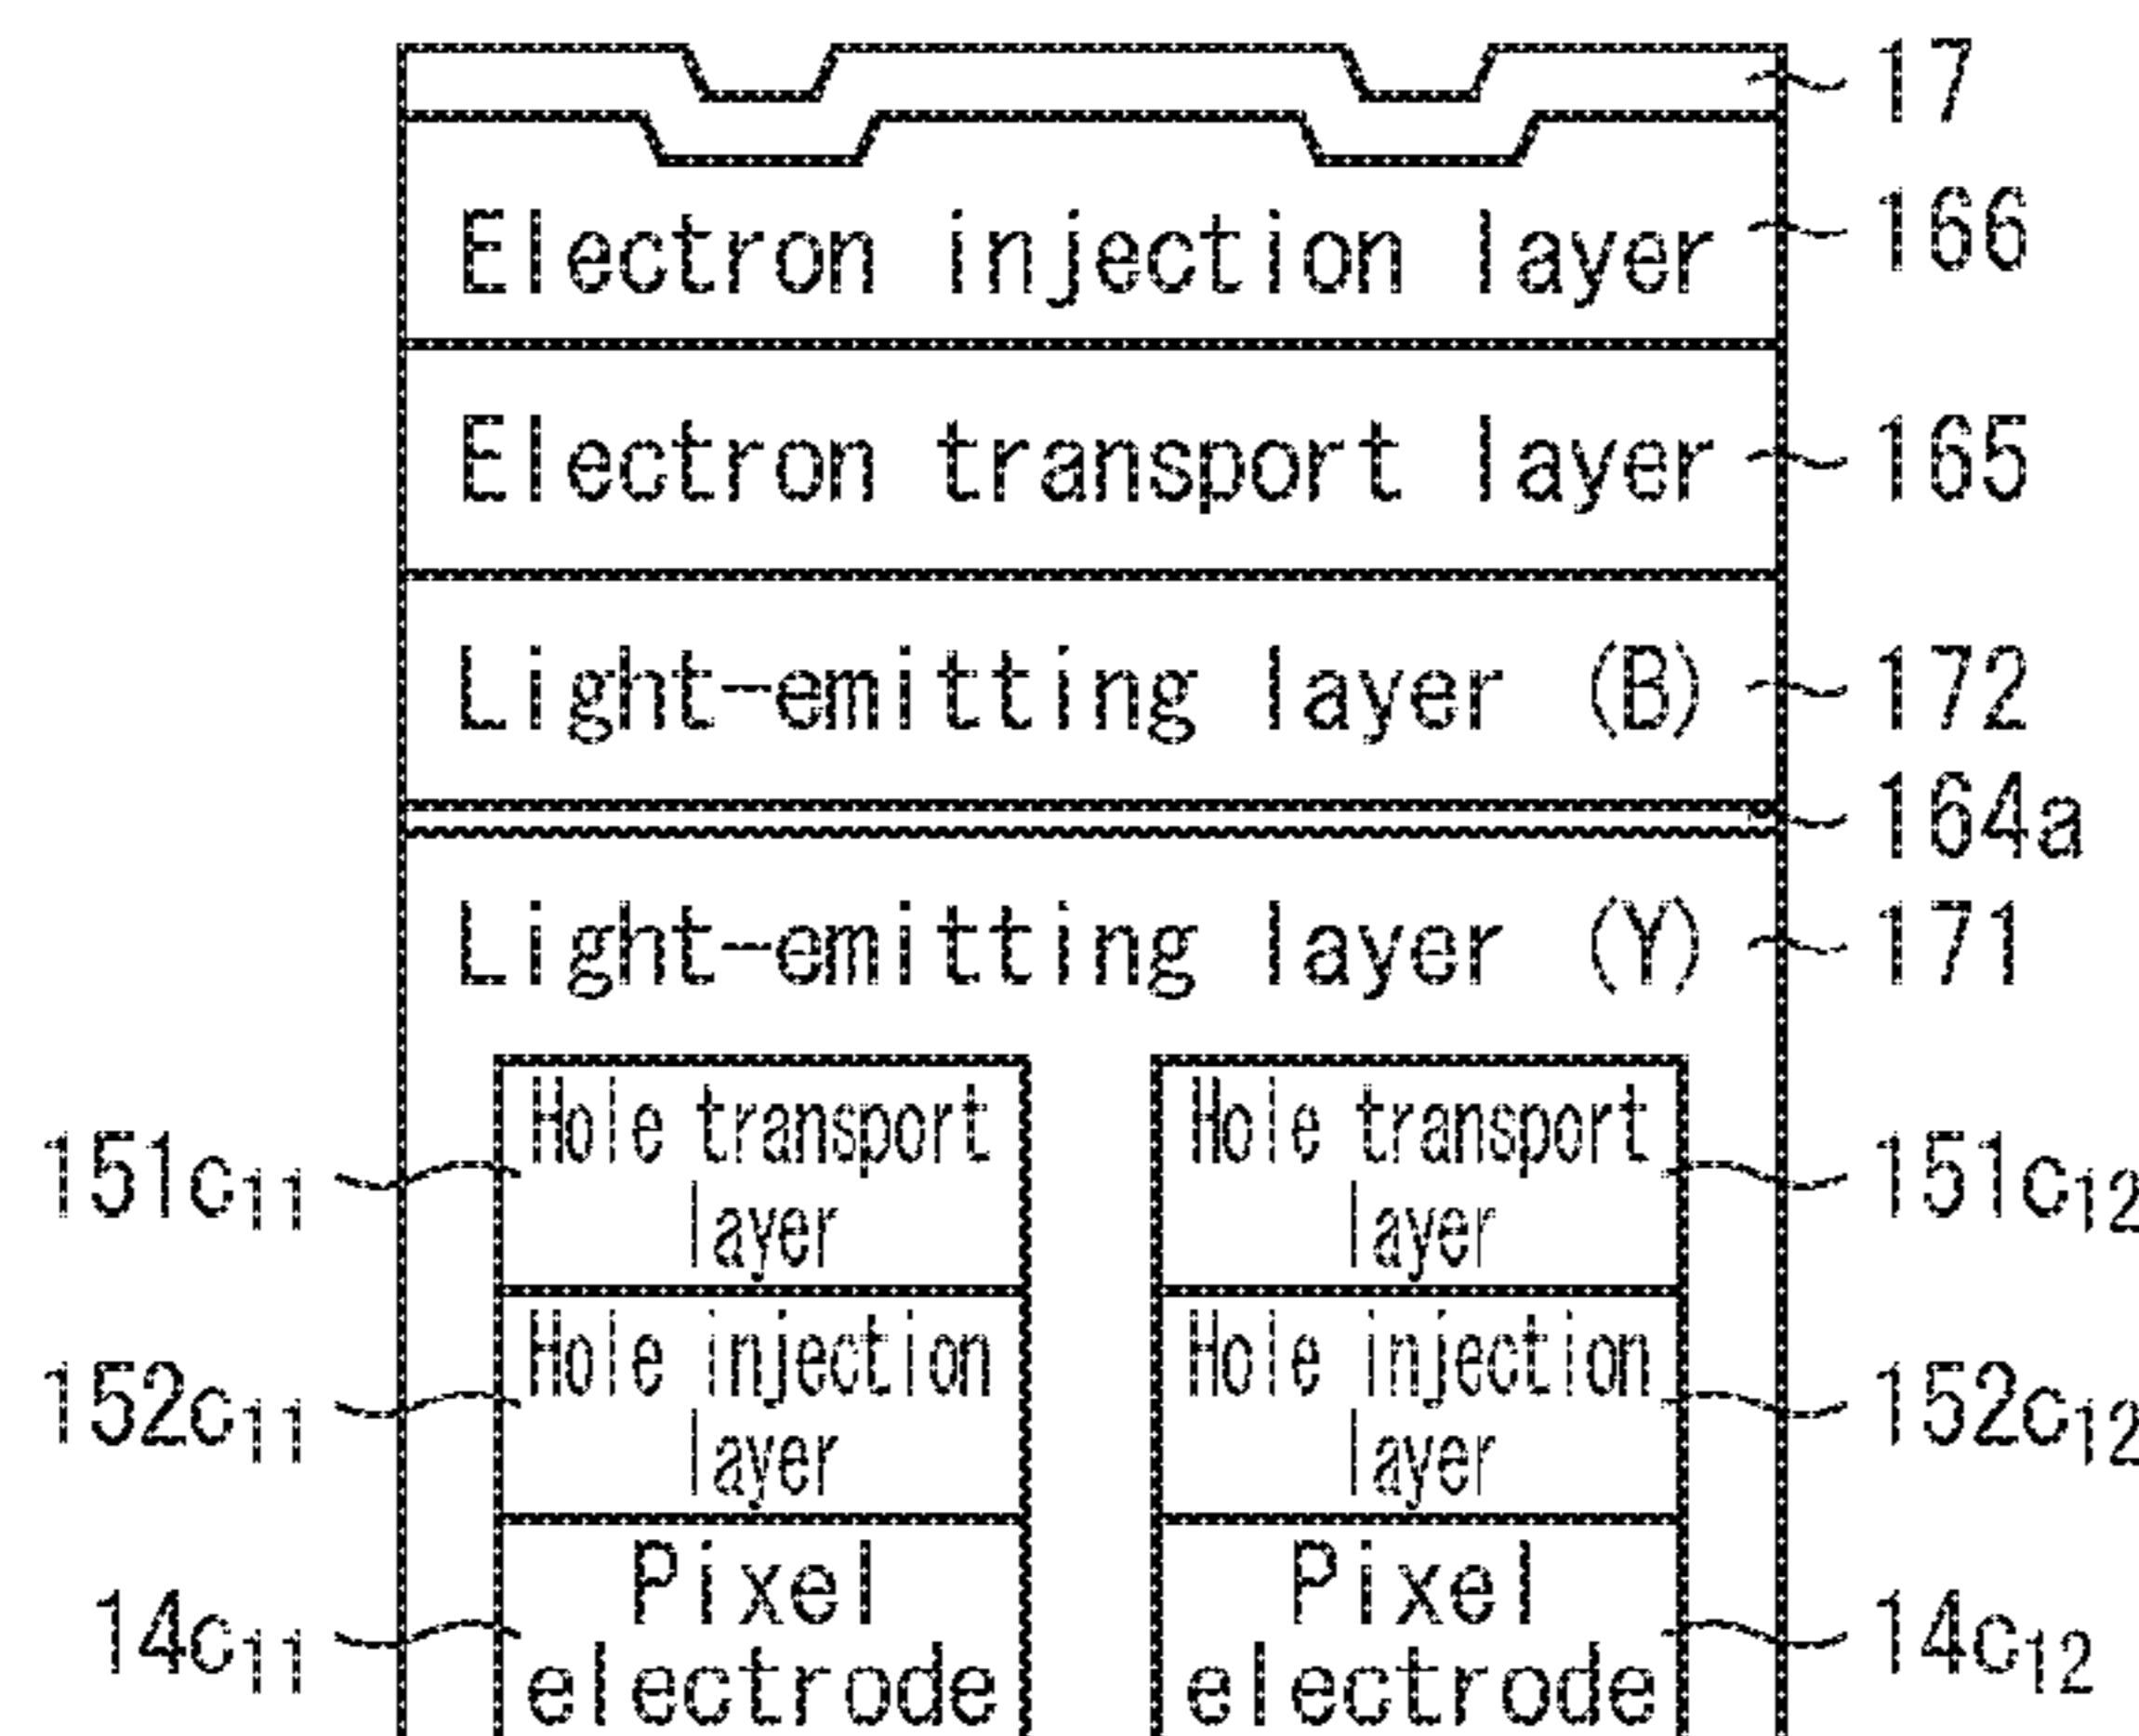 17
Electron injection layer 166
Electron transport layer 165
Light-emitting layer (B) 172
164a
Light-emitting layer (Y) 171
Hole transport layer
Hole transport layer
151c₁₁
151c₁₂
Hole injection layer
Hole injection layer
152c₁₁
152c₁₂
Pixel electrode
Pixel electrode
14c₁₁
14c₁₂